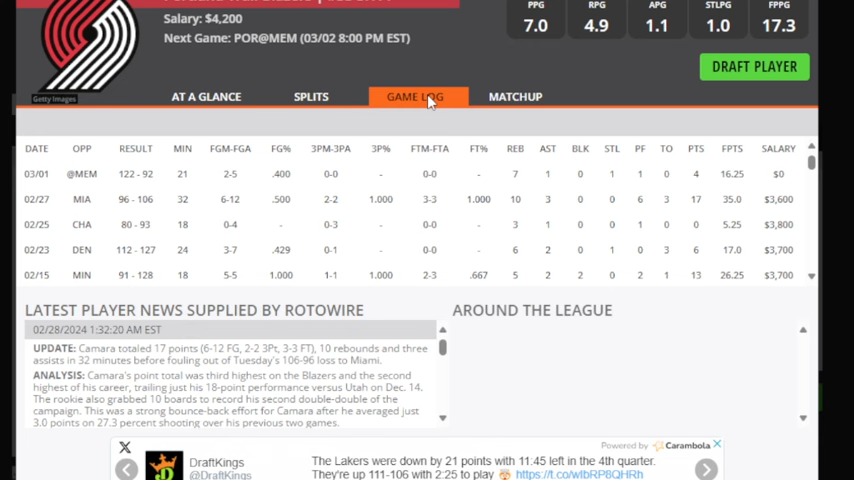 Salary: $4,200
Next Game: POR@MEM (03/02 8:00 PM EST)
PPG RPG APG STLPG FPPG
7.0 4.9 1.1 1.0 17.3
DRAFT PLAYER
Getty Images
AT A GLANCE SPLITS GAME LOG MATCHUP
DATE OPP RESULT MIN FGM-FGA FG% 3PM-3PA 3P% FTM-FTA FT% REB AST BLK STL PF TO PTS FPTS SALARY
03/01 @MEM 122 - 92 21 2-5 .400 0-0 - 0-0 - 7 1 0 1 1 0 4 16.25 $0
02/27 MIA 96 - 106 32 6-12 .500 2-2 1.000 3-3 1.000 10 3 0 0 6 3 17 35.0 $3,600
02/25 CHA 80 - 93 18 0-4 - 0-3 - 0-0 - 3 1 0 0 1 0 0 5.25 $3,800
02/23 DEN 112 - 127 24 3-7 .429 0-1 - 0-0 - 6 2 0 1 0 3 6 17.0 $3,700
02/15 MIN 91 - 128 18 5-5 1.000 1-1 1.000 2-3 .667 5 2 2 0 2 1 13 26.25 $3,700
LATEST PLAYER NEWS SUPPLIED BY ROTOWIRE
02/28/2024 1:32:20 AM EST
UPDATE: Camara totaled 17 points (6-12 FG, 2-2 3Pt, 3-3 FT), 10 rebounds and three
assists in 32 minutes before fouling out of Tuesday's 106-96 loss to Miami.
ANALYSIS: Camara's point total was third highest on the Blazers and the second
highest of his career, trailing just his 18-point performance versus Utah on Dec. 14.
The rookie also grabbed 10 boards to record his second double-double of the
campaign. This was a strong bounce-back effort for Camara after he averaged just
3.0 points on 27.3 percent shooting over his previous two games.
AROUND THE LEAGUE
Powered by Carambola
DraftKings
@DraftKings
The Lakers were down by 21 points with 11:45 left in the 4th quarter.
They're up 111-106 with 2:25 to play 🤯 https://t.co/wIbRP8QHRh